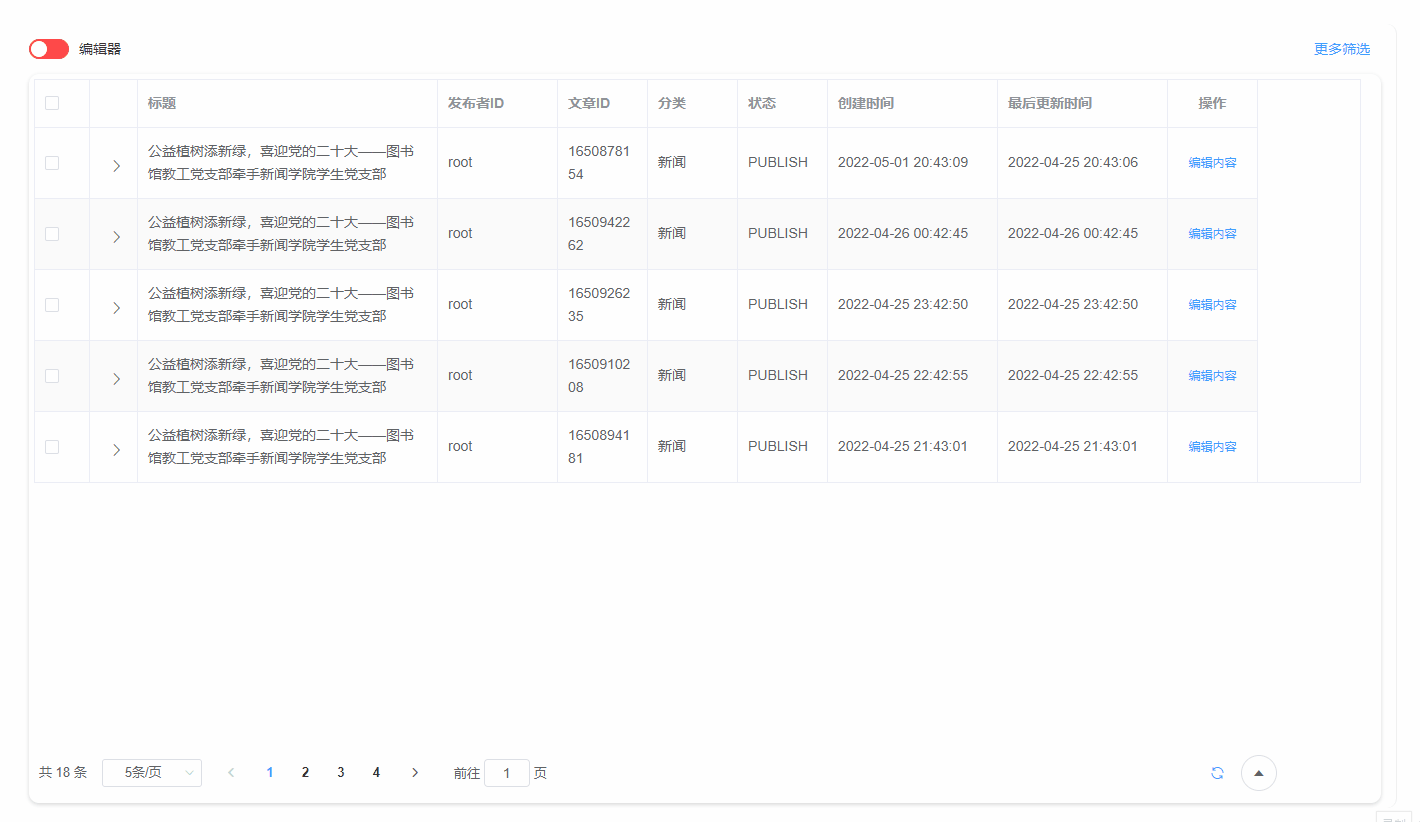 编辑器
更多筛选
标题 发布者ID 文章ID 分类 状态 创建时间 最后更新时间 操作
公益植树添新绿，喜迎党的二十大——图书
馆教工党支部牵手新闻学院学生党支部
root
16508781
54
新闻
PUBLISH
2022-05-01 20:43:09
2022-04-25 20:43:06
编辑内容
公益植树添新绿，喜迎党的二十大——图书
馆教工党支部牵手新闻学院学生党支部
root
16509422
62
新闻
PUBLISH
2022-04-26 00:42:45
2022-04-26 00:42:45
编辑内容
公益植树添新绿，喜迎党的二十大——图书
馆教工党支部牵手新闻学院学生党支部
root
16509262
35
新闻
PUBLISH
2022-04-25 23:42:50
2022-04-25 23:42:50
编辑内容
公益植树添新绿，喜迎党的二十大——图书
馆教工党支部牵手新闻学院学生党支部
root
16509102
08
新闻
PUBLISH
2022-04-25 22:42:55
2022-04-25 22:42:55
编辑内容
公益植树添新绿，喜迎党的二十大——图书
馆教工党支部牵手新闻学院学生党支部
root
16508941
81
新闻
PUBLISH
2022-04-25 21:43:01
2022-04-25 21:43:01
编辑内容
共 18 条 5条/页 1 2 3 4 前往 1 页